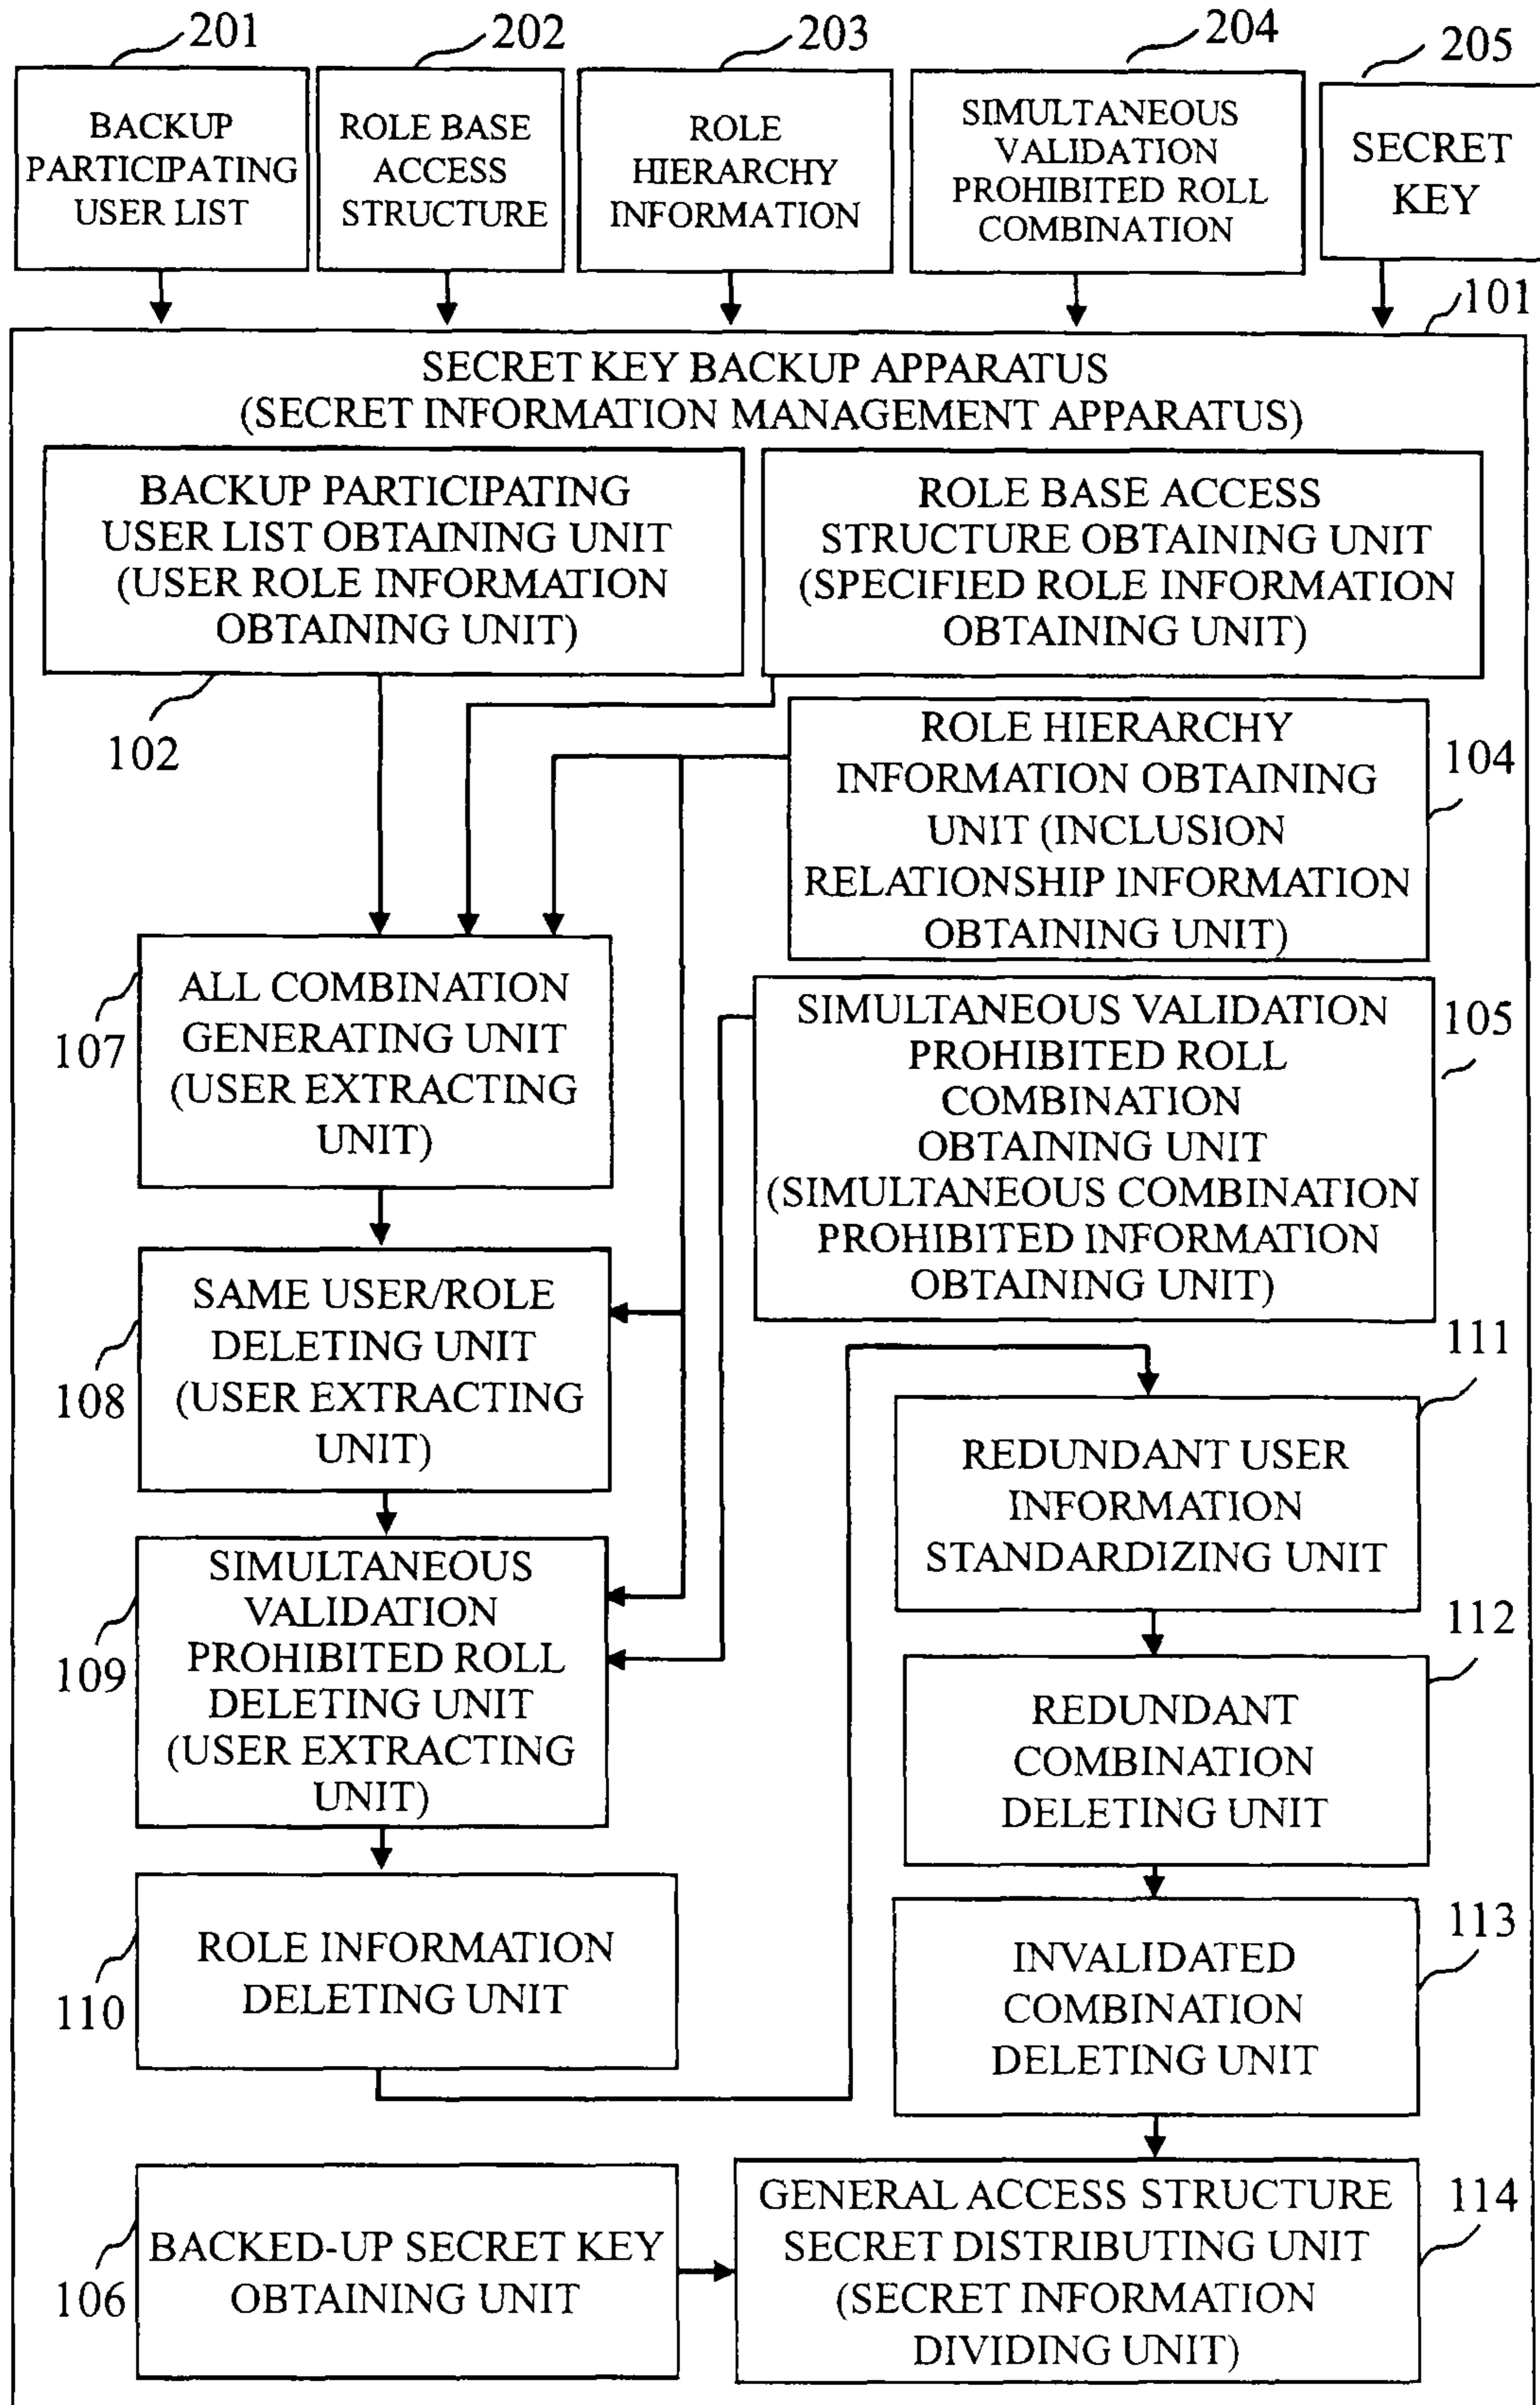 201
202
203
204
205
BACKUP
PARTICIPATING
USER LIST
ROLE BASE
ACCESS
STRUCTURE
ROLE
HIERARCHY
INFORMATION
SIMULTANEOUS
VALIDATION
PROHIBITED ROLL
COMBINATION
SECRET
KEY
101
SECRET KEY BACKUP APPARATUS
(SECRET INFORMATION MANAGEMENT APPARATUS)
BACKUP PARTICIPATING
USER LIST OBTAINING UNIT
(USER ROLE INFORMATION
OBTAINING UNIT)
102
ROLE BASE ACCESS
STRUCTURE OBTAINING UNIT
(SPECIFIED ROLE INFORMATION
OBTAINING UNIT)
ROLE HIERARCHY
INFORMATION OBTAINING
UNIT (INCLUSION
RELATIONSHIP INFORMATION
OBTAINING UNIT)
104
ALL COMBINATION
GENERATING UNIT
(USER EXTRACTING
UNIT)
107
SIMULTANEOUS VALIDATION
PROHIBITED ROLL
COMBINATION
OBTAINING UNIT
(SIMULTANEOUS COMBINATION
PROHIBITED INFORMATION
OBTAINING UNIT)
105
SAME USER/ROLE
DELETING UNIT
(USER EXTRACTING
UNIT)
108
SIMULTANEOUS
VALIDATION
PROHIBITED ROLL
DELETING UNIT
(USER EXTRACTING
UNIT)
109
ROLE INFORMATION
DELETING UNIT
110
111
REDUNDANT USER
INFORMATION
STANDARDIZING UNIT
112
REDUNDANT
COMBINATION
DELETING UNIT
113
INVALIDATED
COMBINATION
DELETING UNIT
BACKED-UP SECRET KEY
OBTAINING UNIT
106
GENERAL ACCESS STRUCTURE
SECRET DISTRIBUTING UNIT
(SECRET INFORMATION
DIVIDING UNIT)
114